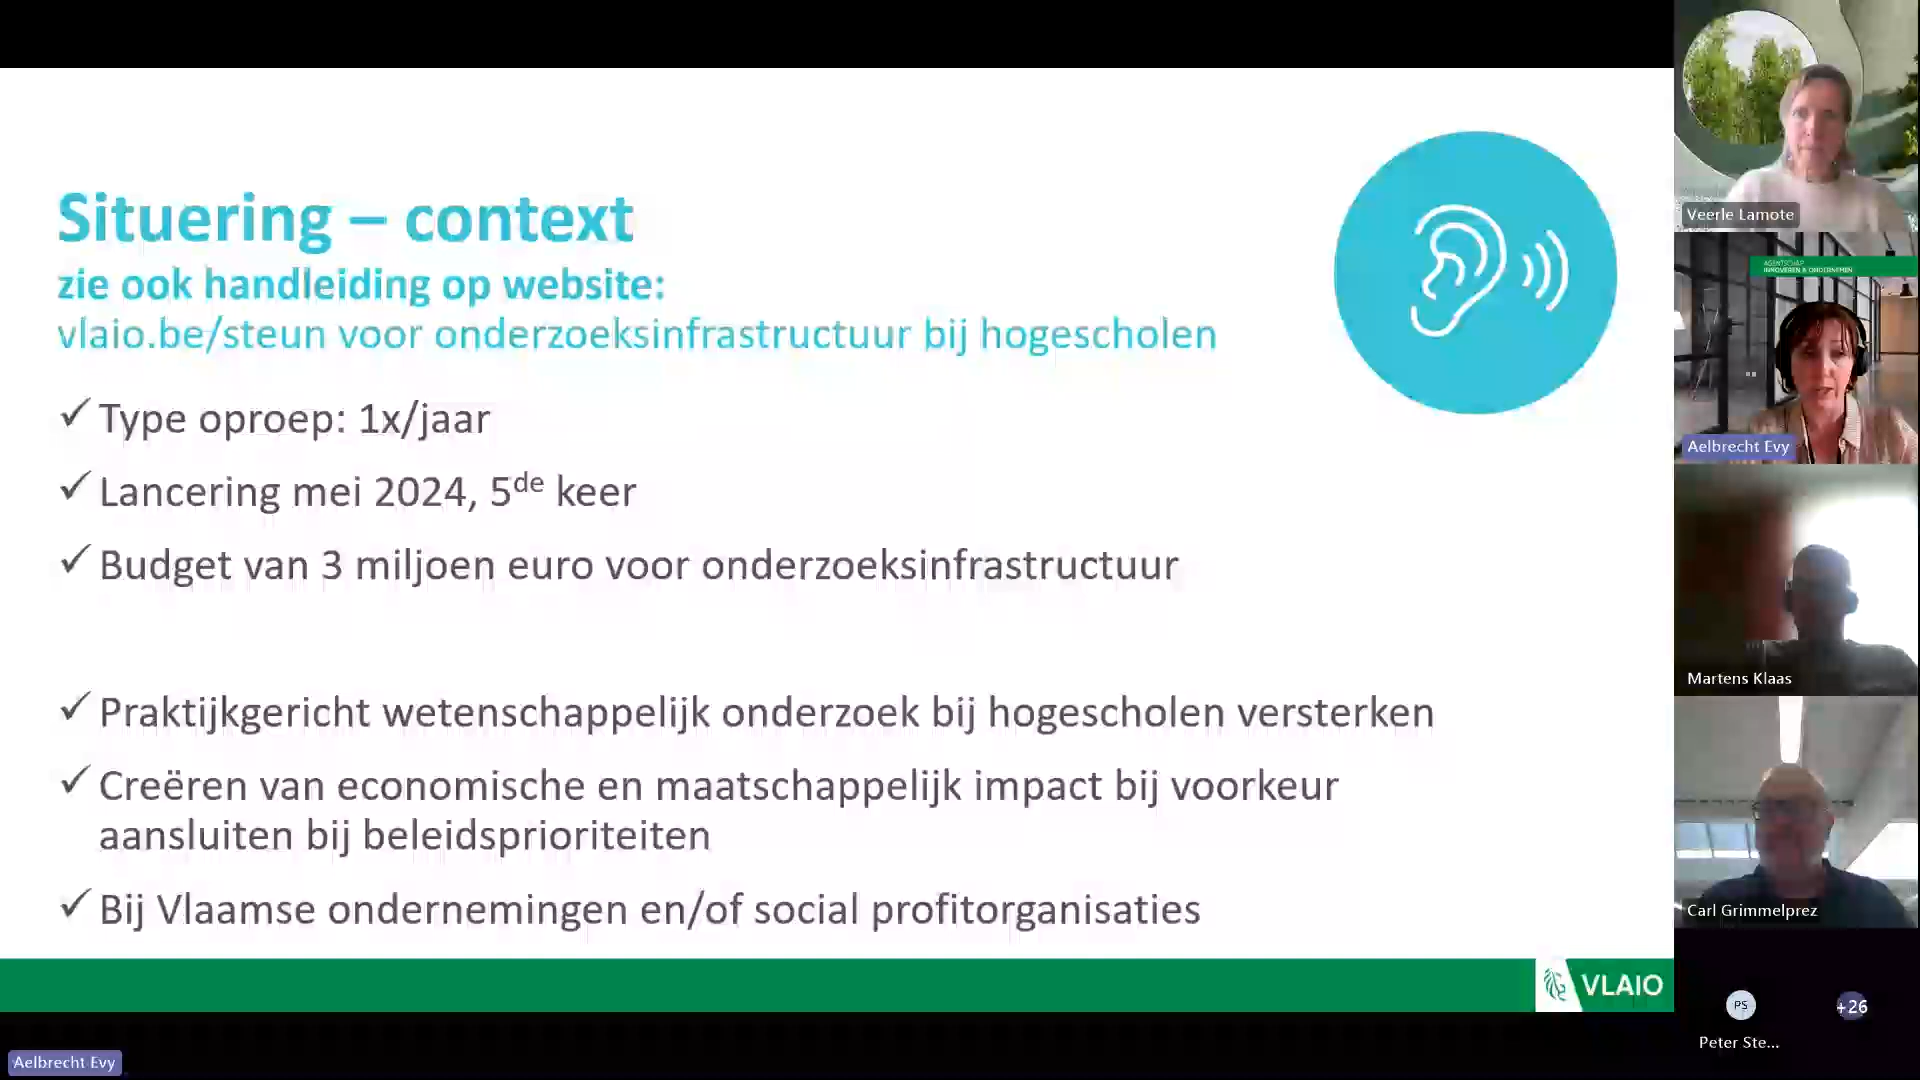 Situering – context
zie ook handleiding op website:
vlaio.be/steun voor onderzoeksinfrastructuur bij hogescholen
✓ Type oproep: 1x/jaar
✓ Lancering mei 2024, 5de keer
✓ Budget van 3 miljoen euro voor onderzoeksinfrastructuur
✓ Praktijkgericht wetenschappelijk onderzoek bij hogescholen versterken
✓ Creëren van economische en maatschappelijk impact bij voorkeur
aansluiten bij beleidsprioriteiten
✓ Bij Vlaamse ondernemingen en/of social profitorganisaties
VLAIO
Aelbrecht Evy
Veerle Lamote
AGENTSCHAP
INNOVEREN & ONDERNEMEN
Aelbrecht Evy
Martens Klaas
Carl Grimmelprez
PS
+26
Peter Ste...